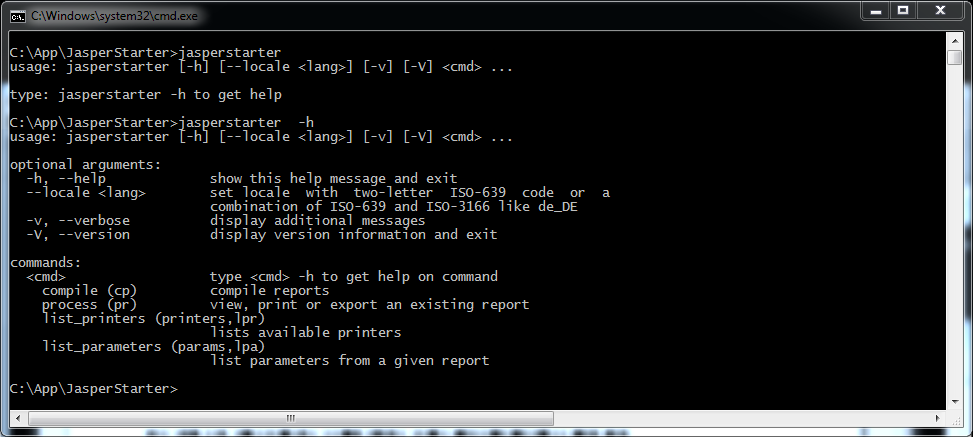 C:\Windows\system32\cmd.exe
C:\App\JasperStarter>jasperstarter
usage: jasperstarter [-h] [--locale <lang>] [-v] [-V] <cmd> ...
type: jasperstarter -h to get help
C:\App\JasperStarter>jasperstarter  -h
usage: jasperstarter [-h] [--locale <lang>] [-v] [-V] <cmd> ...
optional arguments:
  -h, --help             show this help message and exit
  --locale <lang>        set locale  with  two-letter  ISO-639  code  or  a
                         combination of ISO-639 and ISO-3166 like de_DE
  -v, --verbose          display additional messages
  -V, --version          display version information and exit
commands:
  <cmd>                  type <cmd> -h to get help on command
    compile (cp)         compile reports
    process (pr)         view, print or export an existing report
    list_printers (printers,lpr)
                         lists available printers
    list_parameters (params,lpa)
                         list parameters from a given report
C:\App\JasperStarter>